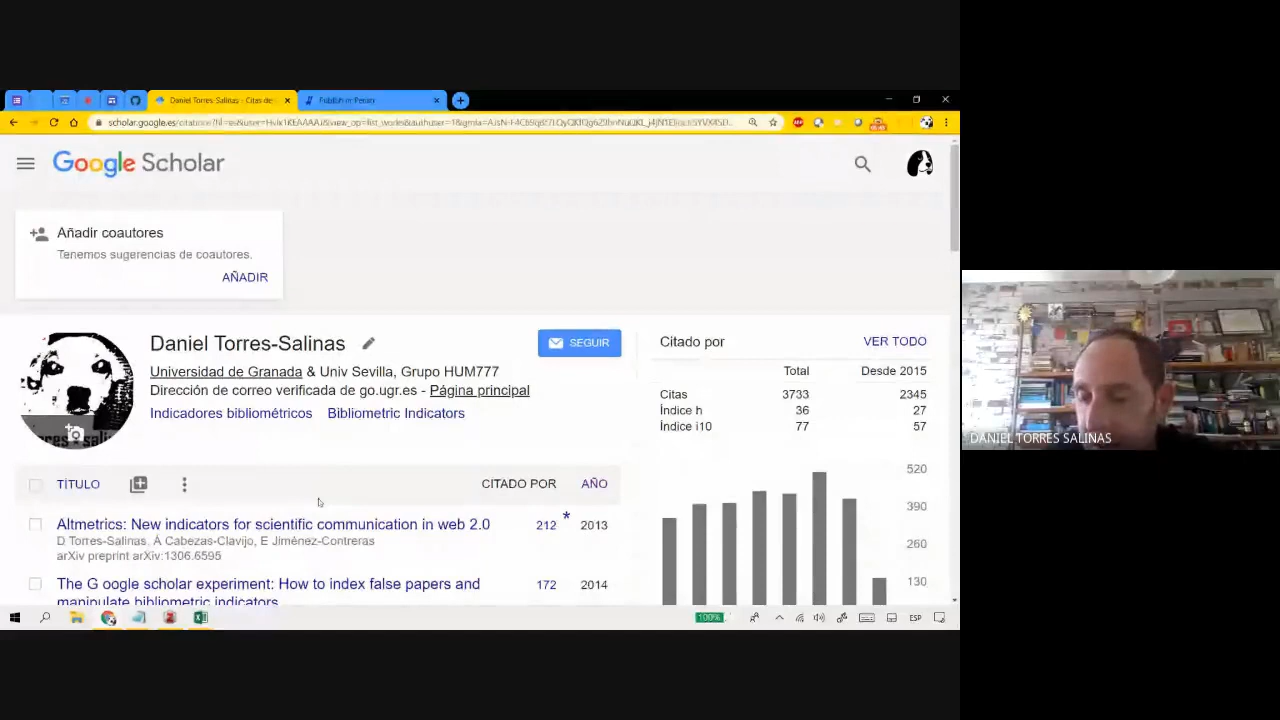 Daniel Torres-Salinas - Citas de
Publish or Perish
Google Scholar
Añadir coautores
Tenemos sugerencias de coautores.
AÑADIR
Daniel Torres-Salinas
SEGUIR
Universidad de Granada & Univ Sevilla, Grupo HUM777
Dirección de correo verificada de go.ugr.es - Página principal
Indicadores bibliométricos Bibliometric Indicators
TÍTULO
CITADO POR
AÑO
Altmetrics: New indicators for scientific communication in web 2.0
212 * 2013
D Torres-Salinas, Á Cabezas-Clavijo, E Jiménez-Contreras
arXiv preprint arXiv:1306.6595
The G oogle scholar experiment: How to index false papers and
172 2014
manipulate bibliometric indicators
Citado por
VER TODO
Total Desde 2015
Citas 3733 2345
Índice h 36 27
Índice i10 77 57
520
390
260
130
100%
ESP
DANIEL TORRES SALINAS